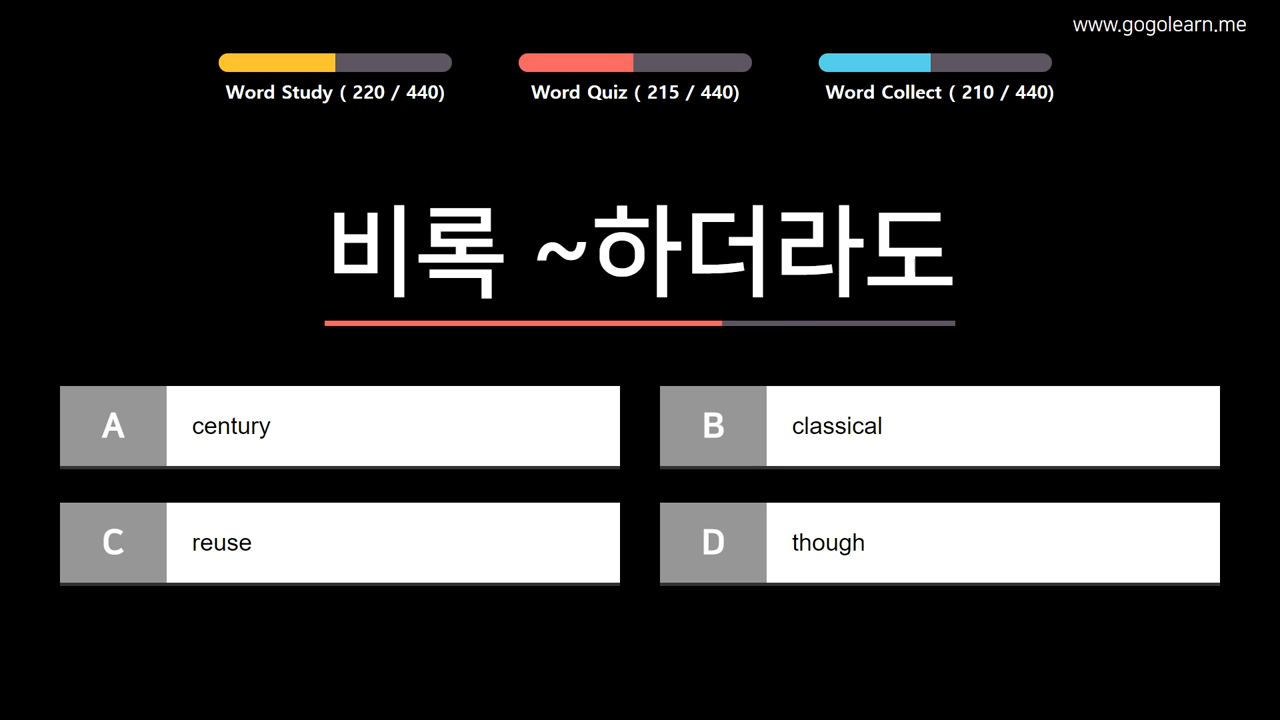 www.gogolearn.me
Word Study ( 220 / 440)
Word Quiz ( 215 / 440)
Word Collect ( 210 / 440)
비록 ~하더라도
A century
B classical
C reuse
D though